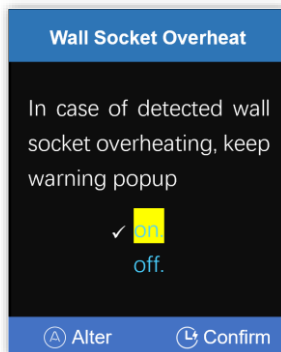 Wall Socket Overheat
In case of detected wall
socket overheating, keep
warning popup
✓ on.
off.
Ⓐ Alter Confirm